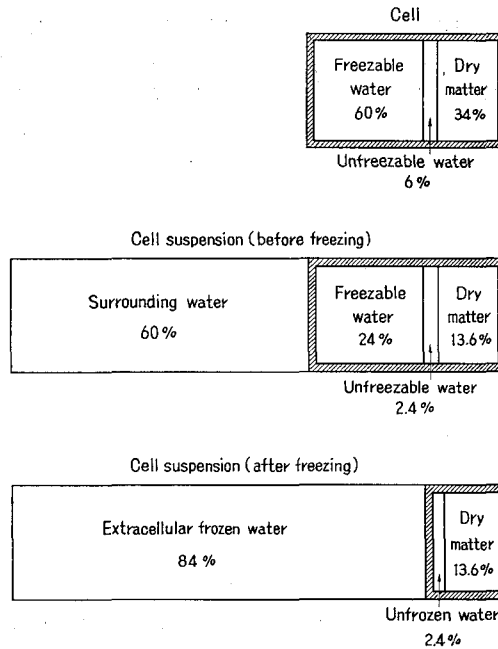 Cell
Freezable Dry
water matter
60% 34%
Unfreezable water
6%
Cell suspension (before freezing)
Surrounding water
60%
Freezable Dry
water matter
24% 13.6%
Unfreezable water
2.4%
Cell suspension (after freezing)
Extracellular frozen water
84%
Dry
matter
13.6%
Unfrozen water
2.4%